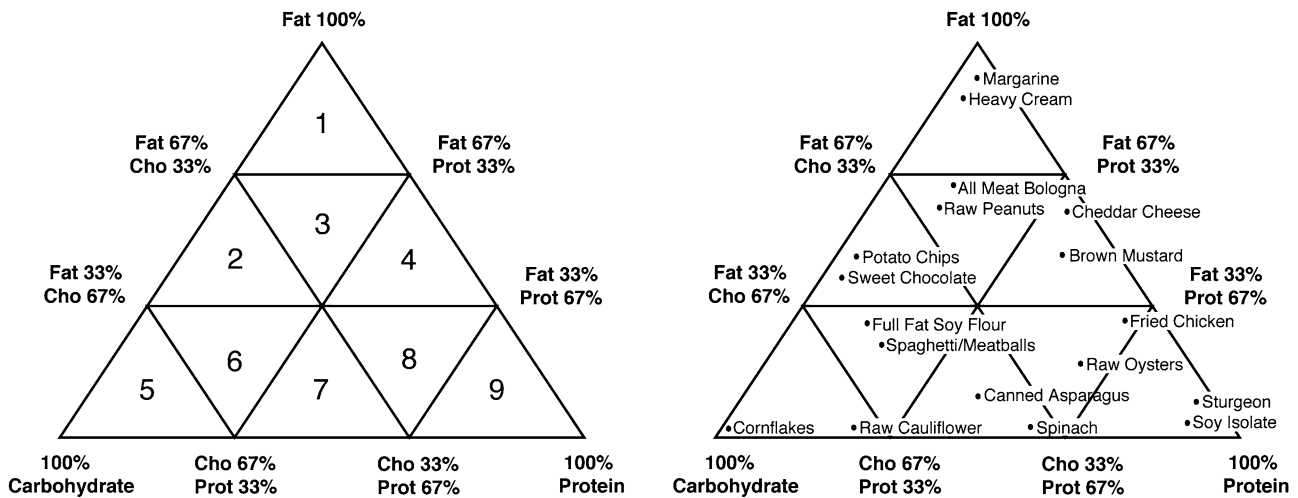 Fat 100%
1
Fat 67%
Cho 33%
Fat 67%
Prot 33%
3
2
4
Fat 33%
Cho 67%
Fat 33%
Prot 67%
6
8
5
7
9
100%
Carbohydrate
Cho 67%
Prot 33%
Cho 33%
Prot 67%
100%
Protein
Fat 100%
Margarine
Heavy Cream
Fat 67%
Cho 33%
Fat 67%
Prot 33%
All Meat Bologna
Raw Peanuts
Cheddar Cheese
Potato Chips
Brown Mustard
Sweet Chocolate
Fat 33%
Cho 67%
Fat 33%
Prot 67%
Full Fat Soy Flour
Fried Chicken
Spaghetti/Meatballs
Raw Oysters
Canned Asparagus
Sturgeon
Soy Isolate
Cornflakes
Raw Cauliflower
Spinach
100%
Carbohydrate
Cho 67%
Prot 33%
Cho 33%
Prot 67%
100%
Protein